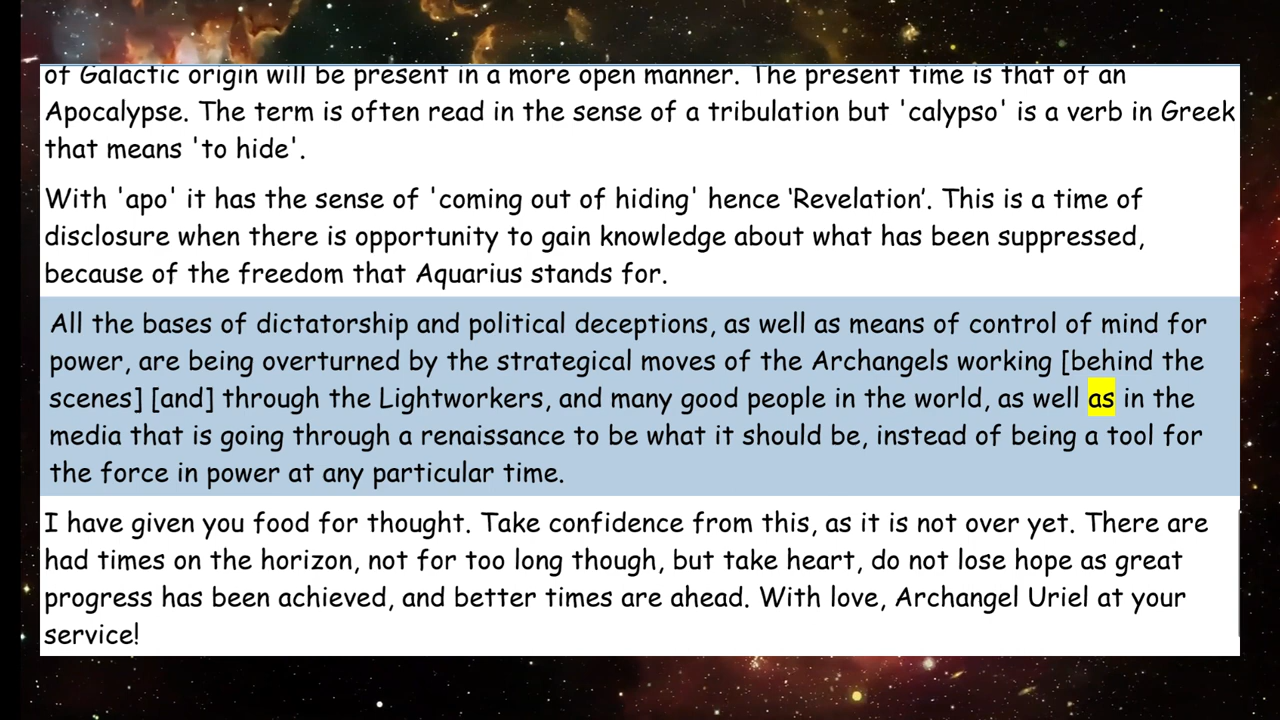 of Galactic origin will be present in a more open manner. The present time is that of an
Apocalypse. The term is often read in the sense of a tribulation but 'calypso' is a verb in Greek
that means 'to hide'.
With 'apo' it has the sense of 'coming out of hiding' hence ‘Revelation’. This is a time of
disclosure when there is opportunity to gain knowledge about what has been suppressed,
because of the freedom that Aquarius stands for.
All the bases of dictatorship and political deceptions, as well as means of control of mind for
power, are being overturned by the strategical moves of the Archangels working [behind the
scenes] [and] through the Lightworkers, and many good people in the world, as well as in the
media that is going through a renaissance to be what it should be, instead of being a tool for
the force in power at any particular time.
I have given you food for thought. Take confidence from this, as it is not over yet. There are
had times on the horizon, not for too long though, but take heart, do not lose hope as great
progress has been achieved, and better times are ahead. With love, Archangel Uriel at your
service!